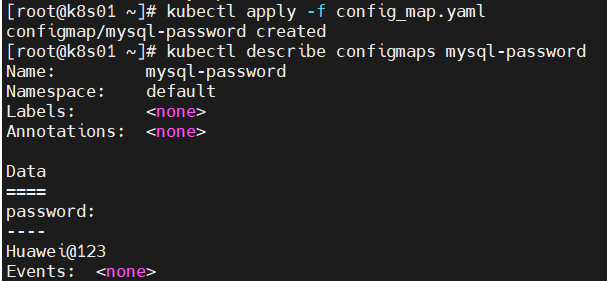 [root@k8s01 ~]# kubectl apply -f config_map.yaml
configmap/mysql-password created
[root@k8s01 ~]# kubectl describe configmaps mysql-password
Name:         mysql-password
Namespace:    default
Labels:       <none>
Annotations:  <none>

Data
====
password:
----
Huawei@123
Events:  <none>